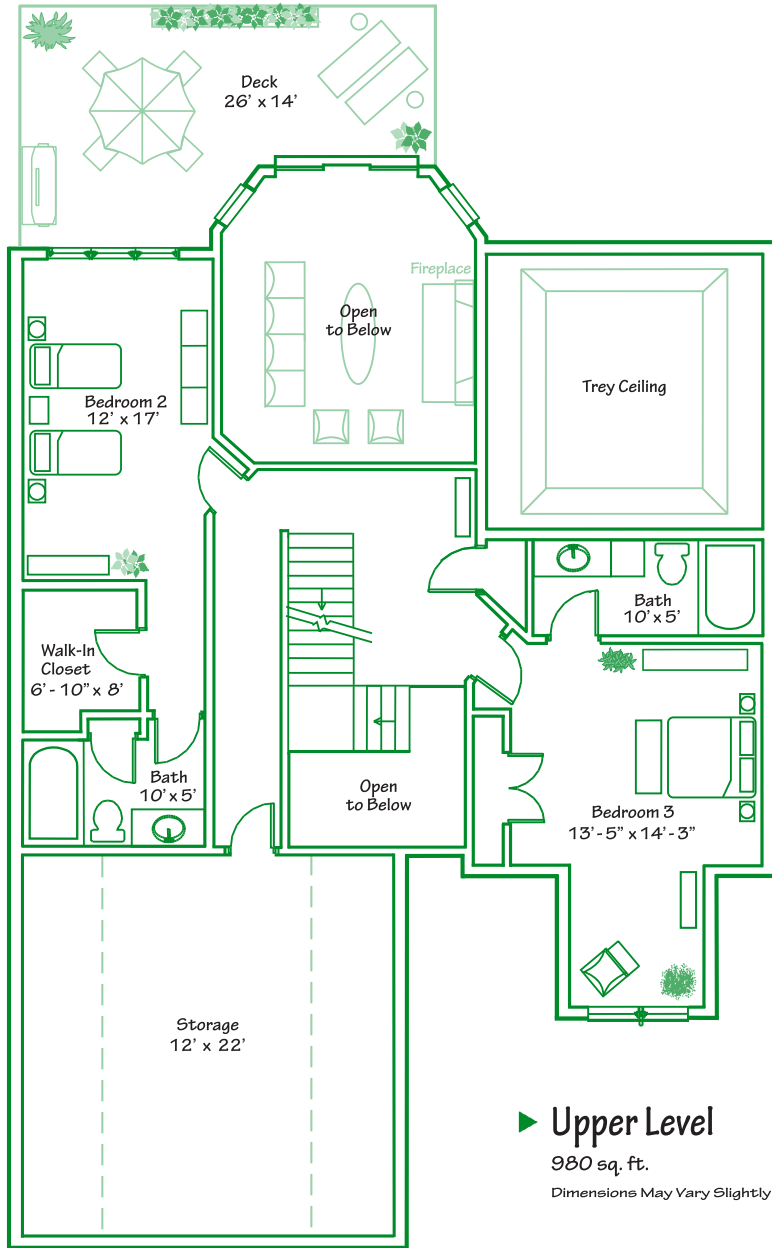 Deck
26' x 14'
Fireplace
Open
to Below
Trey Ceiling
Bedroom 2
12' x 17'
Bath
10' x 5'
Walk-In
Closet
6' - 10" x 8'
Bath
10' x 5'
Open
to Below
Bedroom 3
13' - 5" x 14' - 3"
Storage
12' x 22'
Upper Level
980 sq. ft.
Dimensions May Vary Slightly